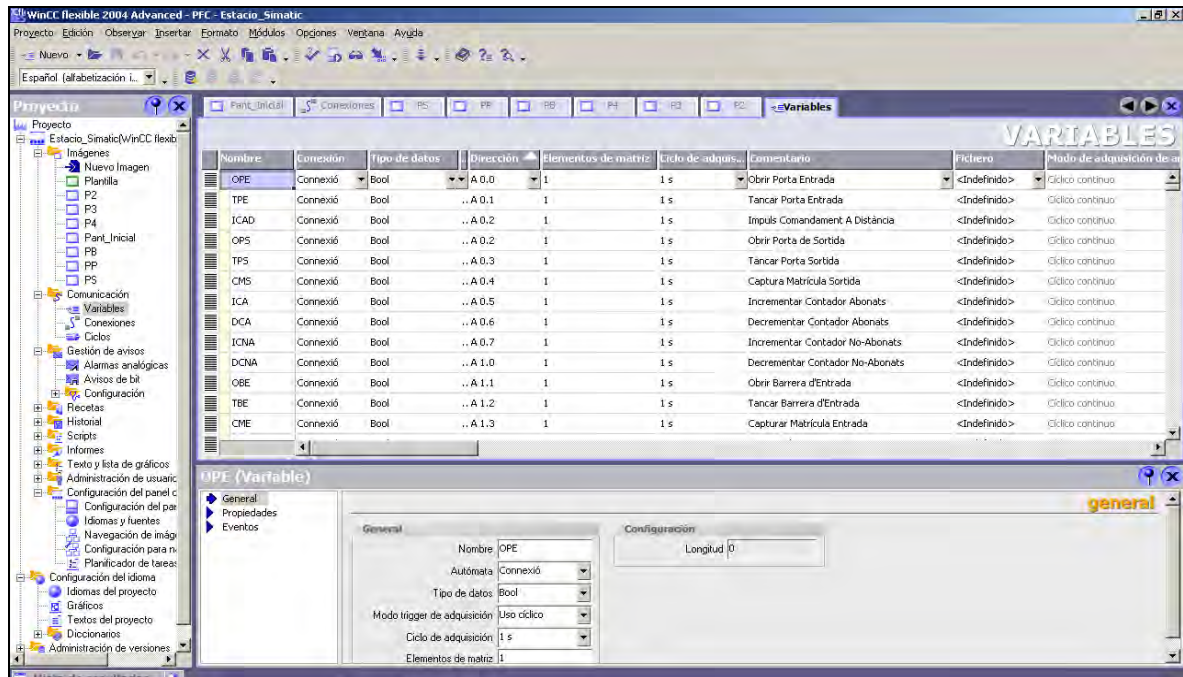 WinCC flexible 2004 Advanced - PFC - Estacio_Simatic
Proyecto Edición Observar Insertar Formato Módulos Opciones Ventana Ayuda
Nuevo
Español (alfabetización i...
Proyecto
Pant_Inicial Conexiones PS PP PB P4 P3 P2 Variables
VARIABLES
Proyecto
Estacio_Simatic(WinCC flexib
Imágenes
Nuevo Imagen
Plantilla
P2
P3
P4
Pant_Inicial
PB
PP
PS
Comunicación
Variables
Conexiones
Ciclos
Gestión de avisos
Alarmas analógicas
Avisos de bit
Configuración
Recetas
Historial
Scripts
Informes
Texto y lista de gráficos
Administración de usuaric
Configuración del panel c
Configuración del par
Idiomas y fuentes
Navegación de imág
Configuración para n
Planificador de tareas
Configuración del idioma
Idiomas del proyecto
Gráficos
Textos del proyecto
Diccionarios
Administración de versiones
Nombre Conexión Tipo de datos Dirección Elementos de matriz Ciclo de adquis... Comentario Fichero Modo de adquisición de ar
OPE Connexió Bool A 0.0 1 1 s Obrir Porta Entrada <Indefinido> Cíclico continuo
TPE Connexió Bool .. A 0.1 1 1 s Tancar Porta Entrada <Indefinido> Cíclico continuo
ICAD Connexió Bool .. A 0.2 1 1 s Impuls Comandament A Distáncia <Indefinido> Cíclico continuo
OPS Connexió Bool .. A 0.2 1 1 s Obrir Porta de Sortida <Indefinido> Cíclico continuo
TPS Connexió Bool .. A 0.3 1 1 s Tancar Porta Sortida <Indefinido> Cíclico continuo
CMS Connexió Bool .. A 0.4 1 1 s Captura Matrícula Sortida <Indefinido> Cíclico continuo
ICA Connexió Bool .. A 0.5 1 1 s Incrementar Contador Abonats <Indefinido> Cíclico continuo
DCA Connexió Bool .. A 0.6 1 1 s Decrementar Contador Abonats <Indefinido> Cíclico continuo
ICNA Connexió Bool .. A 0.7 1 1 s Incrementar Contador No-Abonats <Indefinido> Cíclico continuo
DCNA Connexió Bool .. A 1.0 1 1 s Decrementar Contador No-Abonats <Indefinido> Cíclico continuo
OBE Connexió Bool .. A 1.1 1 1 s Obrir Barrera d'Entrada <Indefinido> Cíclico continuo
TBE Connexió Bool .. A 1.2 1 1 s Tancar Barrera d'Entrada <Indefinido> Cíclico continuo
CME Connexió Bool .. A 1.3 1 1 s Capturar Matrícula Entrada <Indefinido> Cíclico continuo
OPE (Variable)
General
Propiedades
Eventos
general
General
Nombre OPE
Autómata Connexió
Tipo de datos Bool
Modo trigger de adquisición Uso cíclico
Ciclo de adquisición 1 s
Elementos de matriz 1
Configuración
Longitud 0